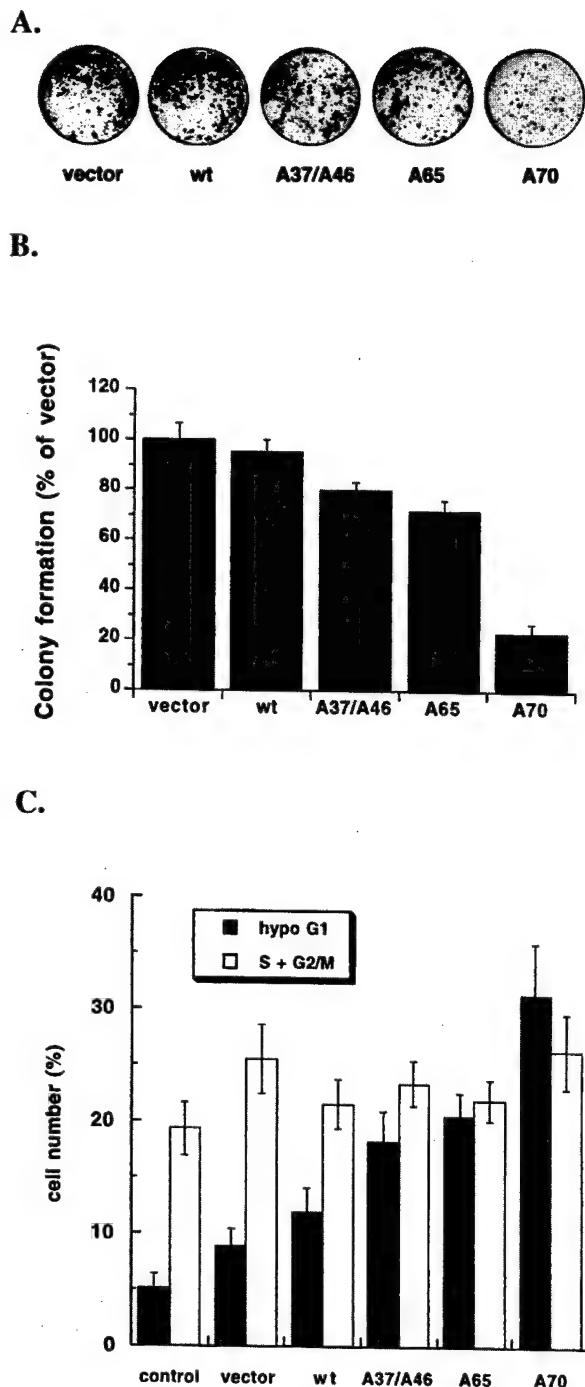 A.
vector wt A37/A46 A65 A70
B.
Colony formation (% of vector)
120
100
80
60
40
20
0
vector wt A37/A46 A65 A70
C.
cell number (%)
40
30
20
10
0
hypo G1
S + G2/M
control vector wt A37/A46 A65 A70